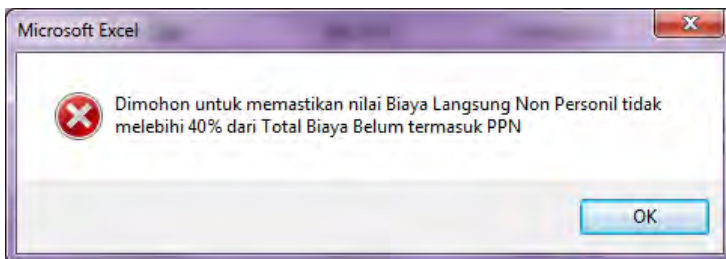 Microsoft Excel
Dimohon untuk memastikan nilai Biaya Langsung Non Personil tidak
melebihi 40% dari Total Biaya Belum termasuk PPN
OK